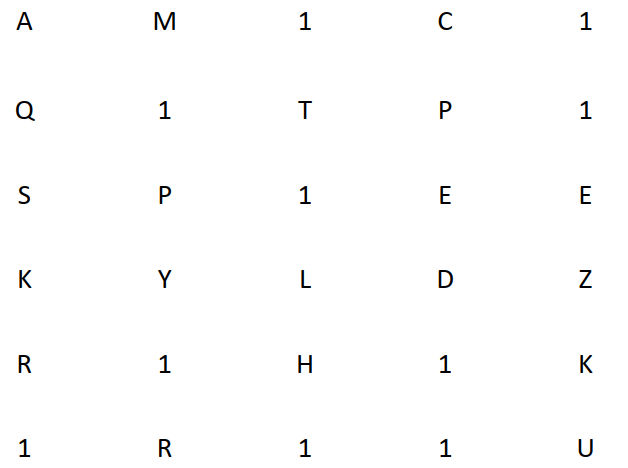 A M 1 C 1
Q 1 T P 1
S P 1 E E
K Y L D Z
R 1 H 1 K
1 R 1 1 U